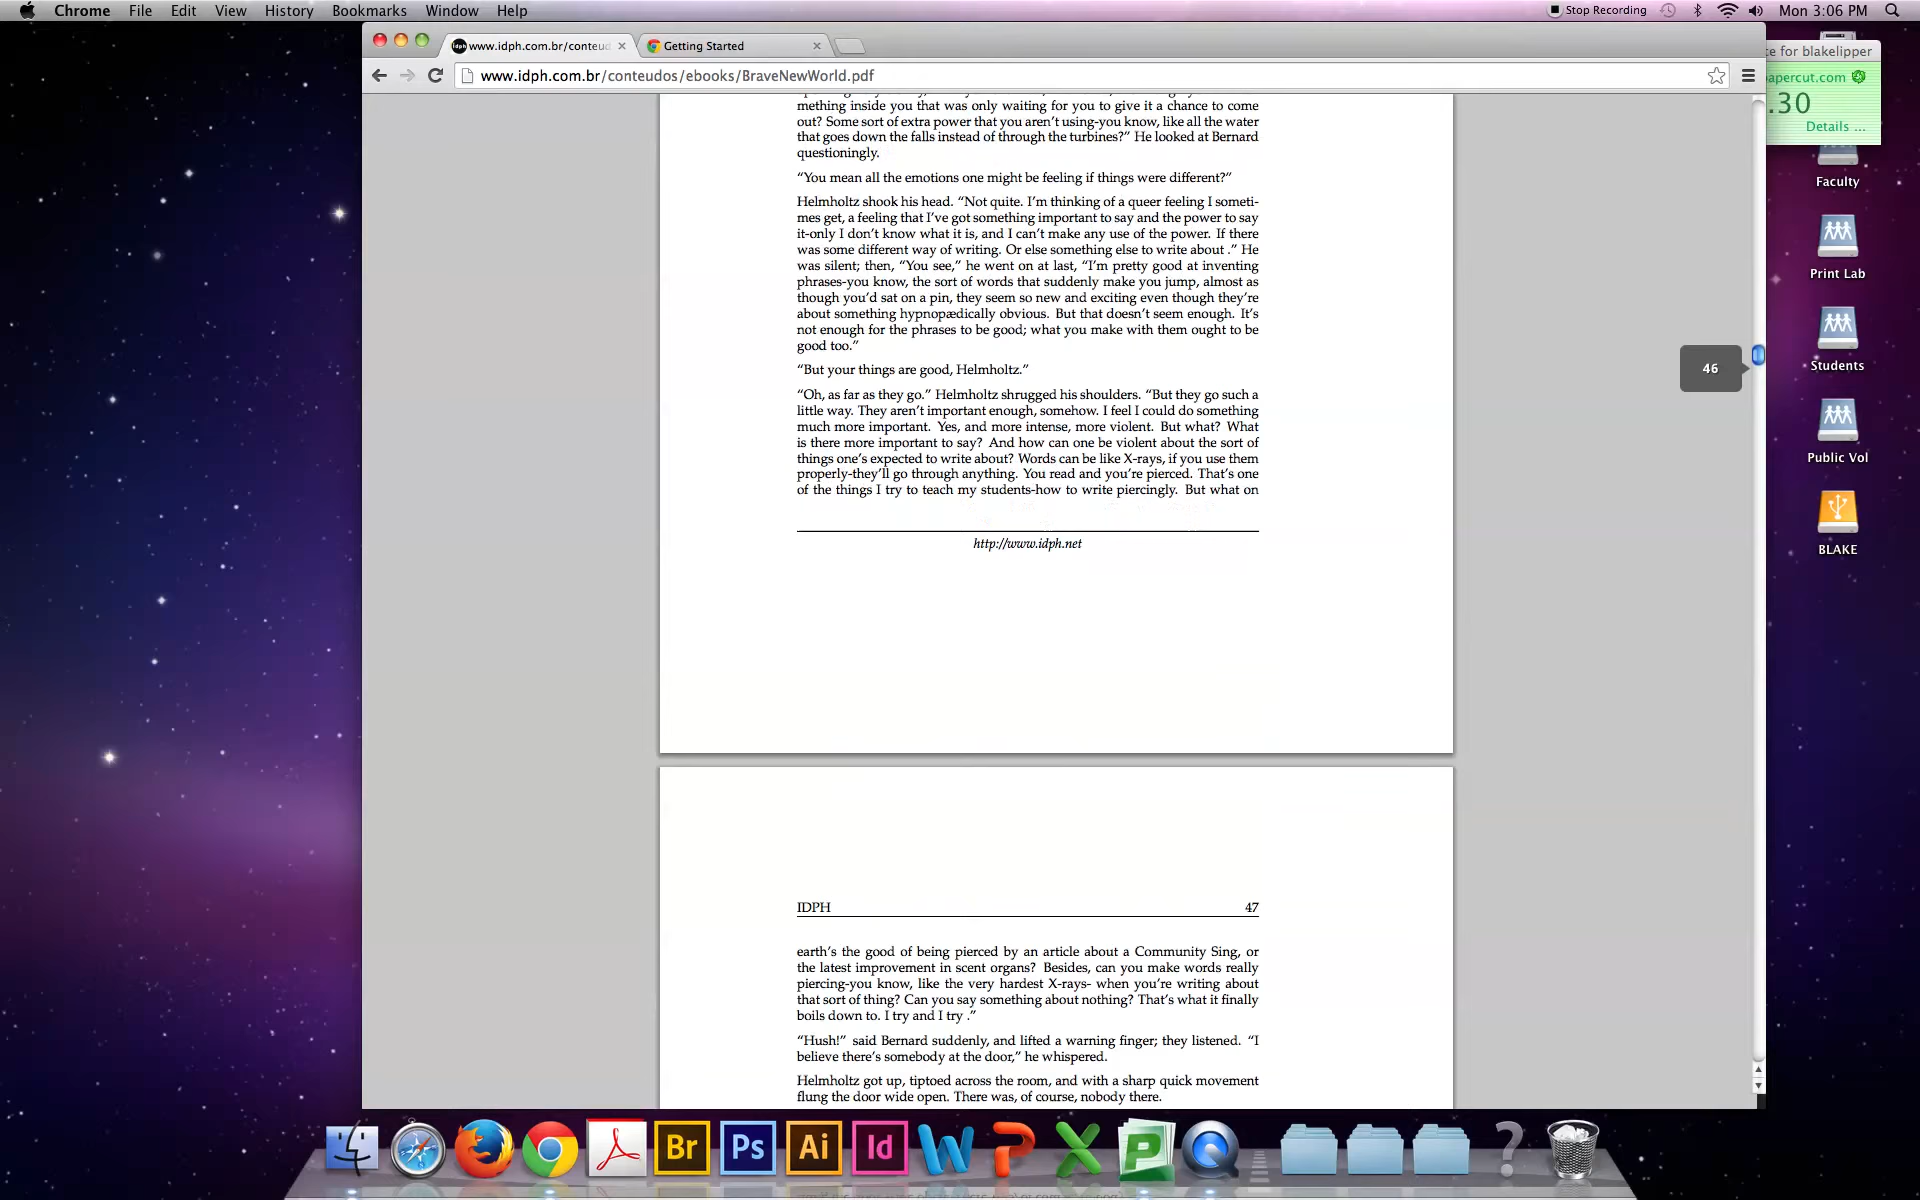 Chrome File Edit View History Bookmarks Window Help
Stop Recording
Mon 3:06 PM
www.idph.com.br/conteud
Getting Started
ce for blakelipper
www.idph.com.br/conteudos/ebooks/BraveNewWorld.pdf
apercut.com
.30
Details ...
mething inside you that was only waiting for you to give it a chance to come
out? Some sort of extra power that you aren't using-you know, like all the water
that goes down the falls instead of through the turbines?” He looked at Bernard
questioningly.
“You mean all the emotions one might be feeling if things were different?”
Helmholtz shook his head. “Not quite. I'm thinking of a queer feeling I someti-
mes get, a feeling that I've got something important to say and the power to say
it-only I don't know what it is, and I can't make any use of the power. If there
was some different way of writing. Or else something else to write about .” He
was silent; then, “You see,” he went on at last, “I'm pretty good at inventing
phrases-you know, the sort of words that suddenly make you jump, almost as
though you'd sat on a pin, they seem so new and exciting even though they're
about something hypnopædically obvious. But that doesn't seem enough. It's
not enough for the phrases to be good; what you make with them ought to be
good too.”
“But your things are good, Helmholtz.”
“Oh, as far as they go.” Helmholtz shrugged his shoulders. “But they go such a
little way. They aren't important enough, somehow. I feel I could do something
much more important. Yes, and more intense, more violent. But what? What
is there more important to say? And how can one be violent about the sort of
things one's expected to write about? Words can be like X-rays, if you use them
properly-they'll go through anything. You read and you're pierced. That's one
of the things I try to teach my students-how to write piercingly. But what on
http://www.idph.net
46
IDPH 47
earth's the good of being pierced by an article about a Community Sing, or
the latest improvement in scent organs? Besides, can you make words really
piercing-you know, like the very hardest X-rays- when you're writing about
that sort of thing? Can you say something about nothing? That's what it finally
boils down to. I try and I try .”
“Hush!” said Bernard suddenly, and lifted a warning finger; they listened. “I
believe there's somebody at the door,” he whispered.
Helmholtz got up, tiptoed across the room, and with a sharp quick movement
flung the door wide open. There was, of course, nobody there.
Faculty
Print Lab
Students
Public Vol
BLAKE
Br
Ps
Ai
Id